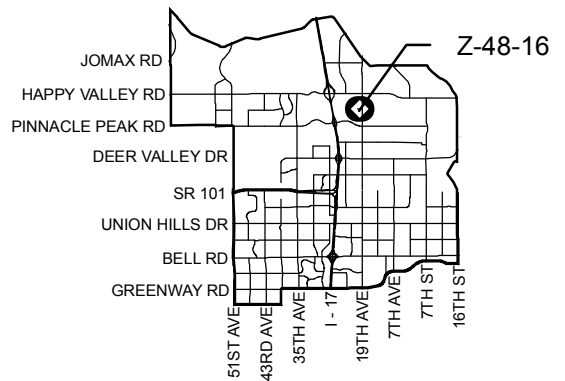 Z-48-16
JOMAX RD
HAPPY VALLEY RD
PINNACLE PEAK RD
DEER VALLEY DR
SR 101
UNION HILLS DR
BELL RD
GREENWAY RD
51ST AVE
43RD AVE
35TH AVE
I - 17
19TH AVE
7TH AVE
7TH ST
16TH ST